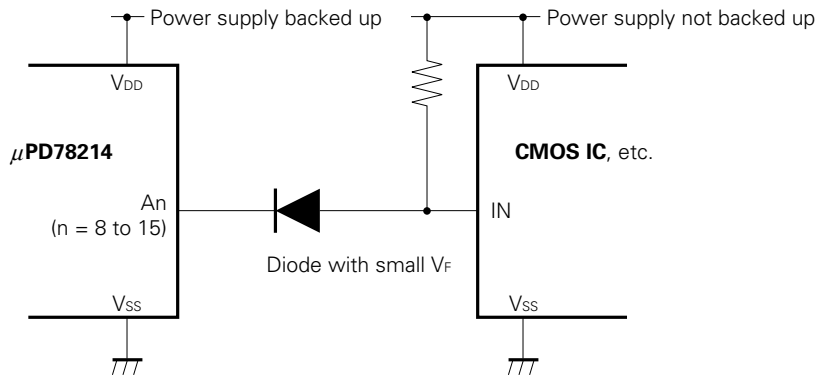 Power supply backed up
Power supply not backed up
VDD
VDD
μPD78214
CMOS IC, etc.
An
(n = 8 to 15)
IN
Diode with small VF
VSS
VSS